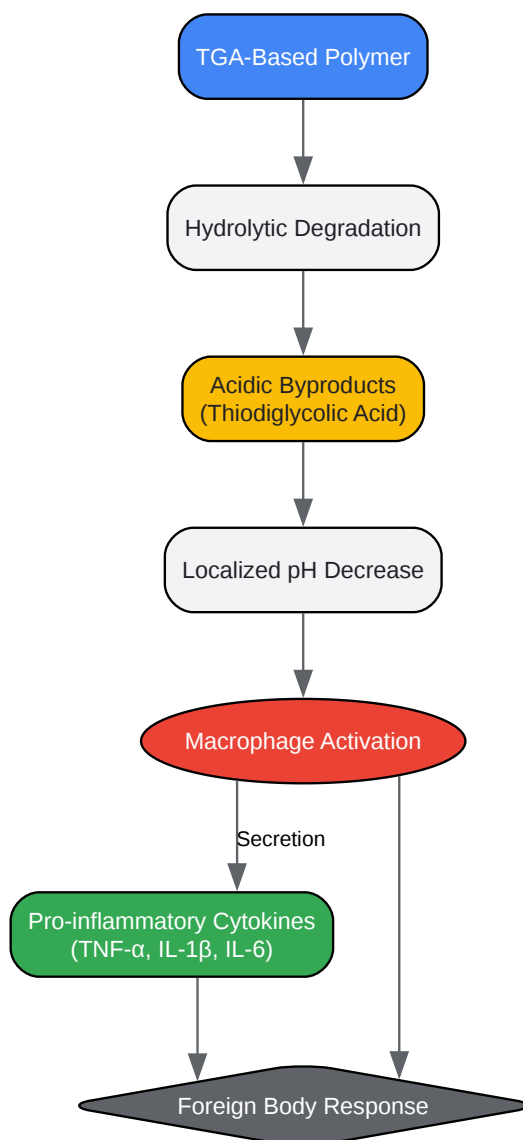 TGA-Based Polymer
Hydrolytic Degradation
Acidic Byproducts
(Thiodiglycolic Acid)
Localized pH Decrease
Macrophage Activation
Secretion
Pro-inflammatory Cytokines
(TNF-α, IL-1β, IL-6)
Foreign Body Response